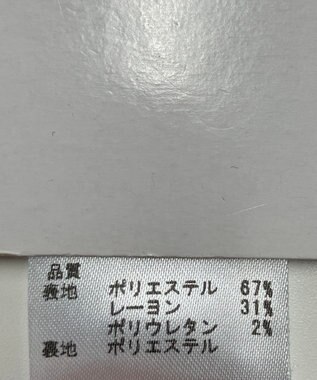 品質
表地 ポリエステル 67%
レーヨン 31%
ポリウレタン 2%
裏地 ポリエステル